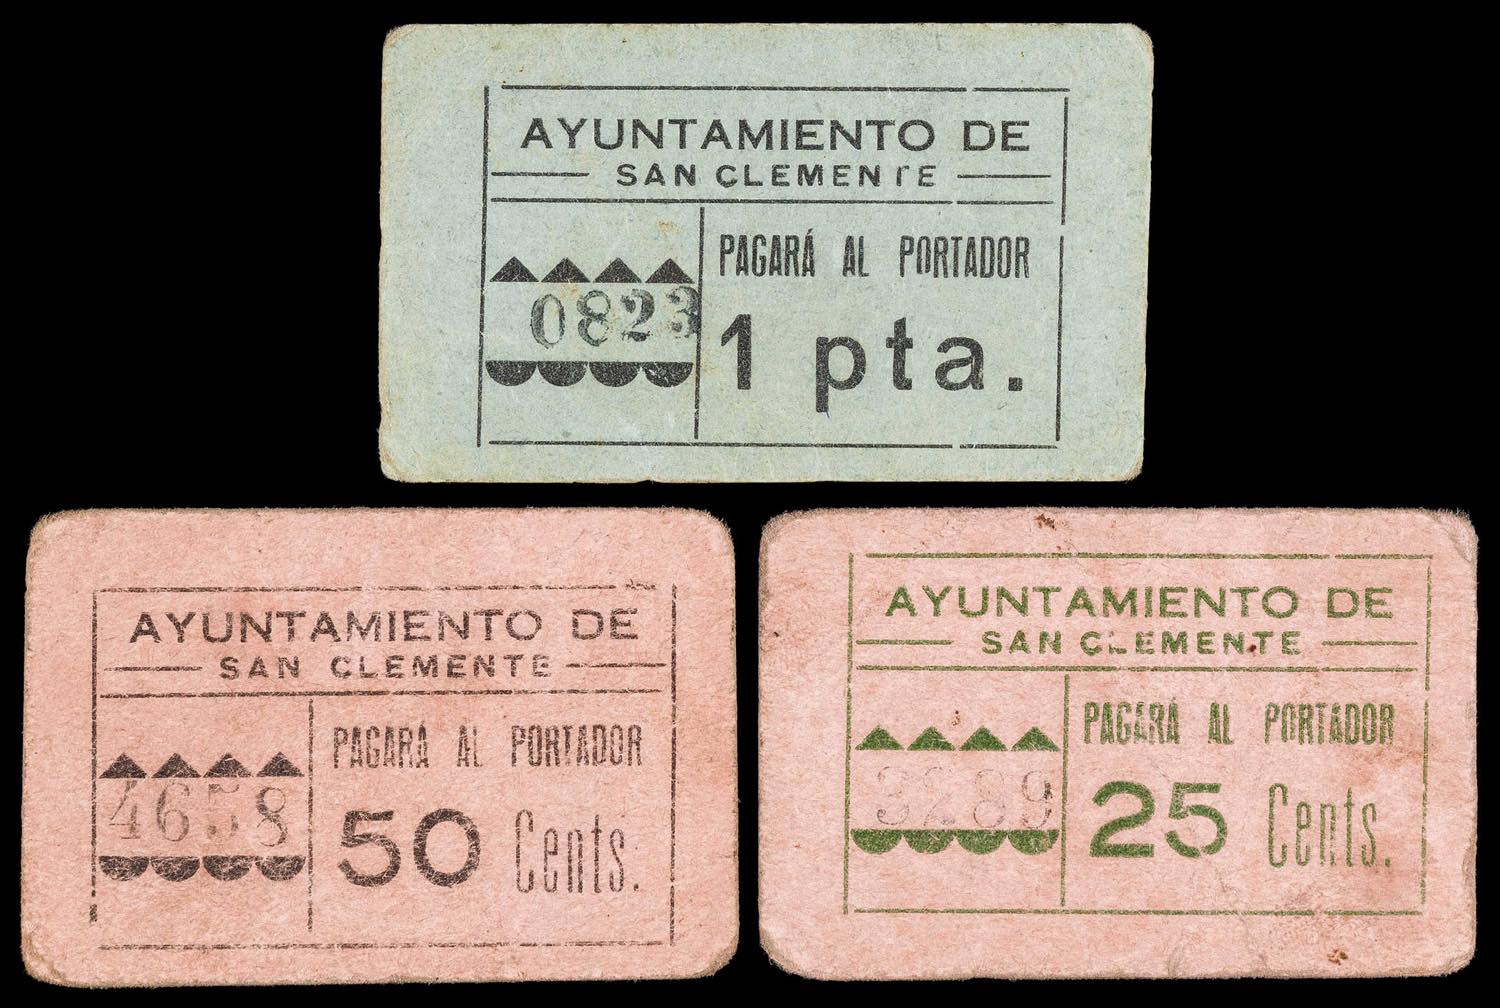 AYUNTAMIENTO DE
SAN CLEMENTE
PAGARÁ AL PORTADOR
0823
1 pta.
AYUNTAMIENTO DE
SAN CLEMENTE
PAGARÁ AL PORTADOR
4658
50 Cents.
AYUNTAMIENTO DE
SAN CLEMENTE
PAGARÁ AL PORTADOR
3289
25 Cents.